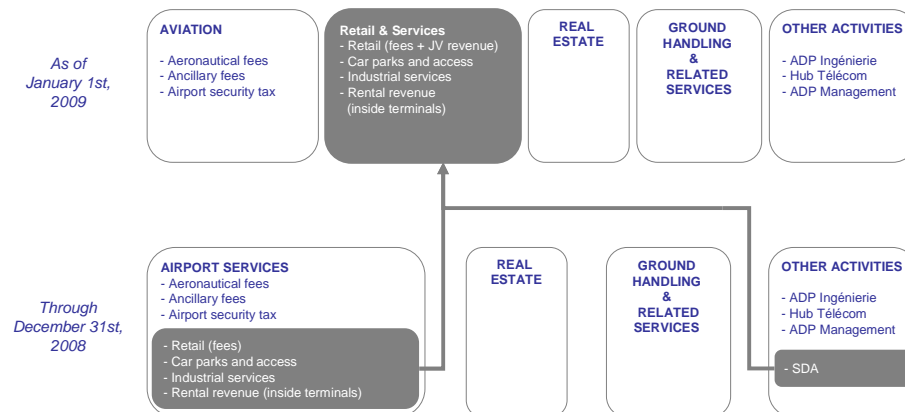 As of
January 1st,
2009
AVIATION
- Aeronautical fees
- Ancillary fees
- Airport security tax
Retail & Services
- Retail (fees + JV revenue)
- Car parks and access
- Industrial services
- Rental revenue
(inside terminals)
REAL
ESTATE
GROUND
HANDLING
&
RELATED
SERVICES
OTHER ACTIVITIES
- ADP Ingénierie
- Hub Télécom
- ADP Management
Through
December 31st,
2008
AIRPORT SERVICES
- Aeronautical fees
- Ancillary fees
- Airport security tax
- Retail (fees)
- Car parks and access
- Industrial services
- Rental revenue (inside terminals)
REAL
ESTATE
GROUND
HANDLING
&
RELATED
SERVICES
OTHER ACTIVITIES
- ADP Ingénierie
- Hub Télécom
- ADP Management
- SDA